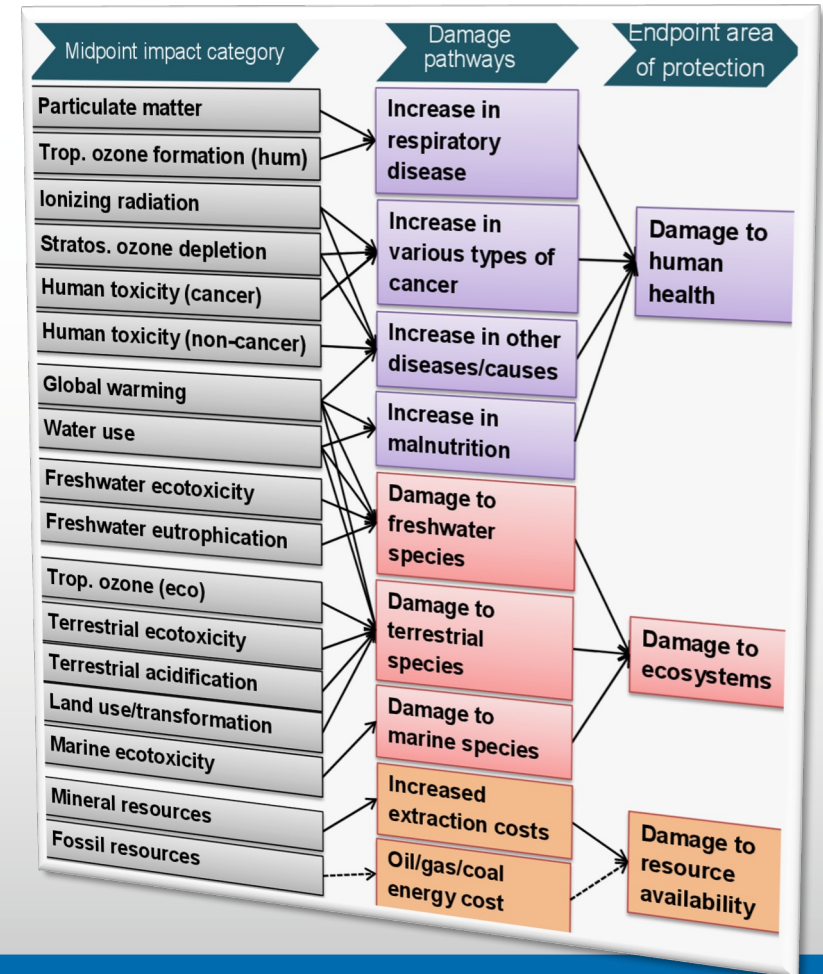 Midpoint impact category
Damage
pathways
Endpoint area
of protection
Particulate matter
Trop. ozone formation (hum)
Ionizing radiation
Stratos. ozone depletion
Human toxicity (cancer)
Human toxicity (non-cancer)
Global warming
Water use
Freshwater ecotoxicity
Freshwater eutrophication
Trop. ozone (eco)
Terrestrial ecotoxicity
Terrestrial acidification
Land use/transformation
Marine ecotoxicity
Mineral resources
Fossil resources
Increase in
respiratory
disease
Increase in
various types of
cancer
Increase in other
diseases/causes
Increase in
malnutrition
Damage to
freshwater
species
Damage to
terrestrial
species
Damage to
marine species
Increased
extraction costs
Oil/gas/coal
energy cost
Damage to
human
health
Damage to
ecosystems
Damage to
resource
availability